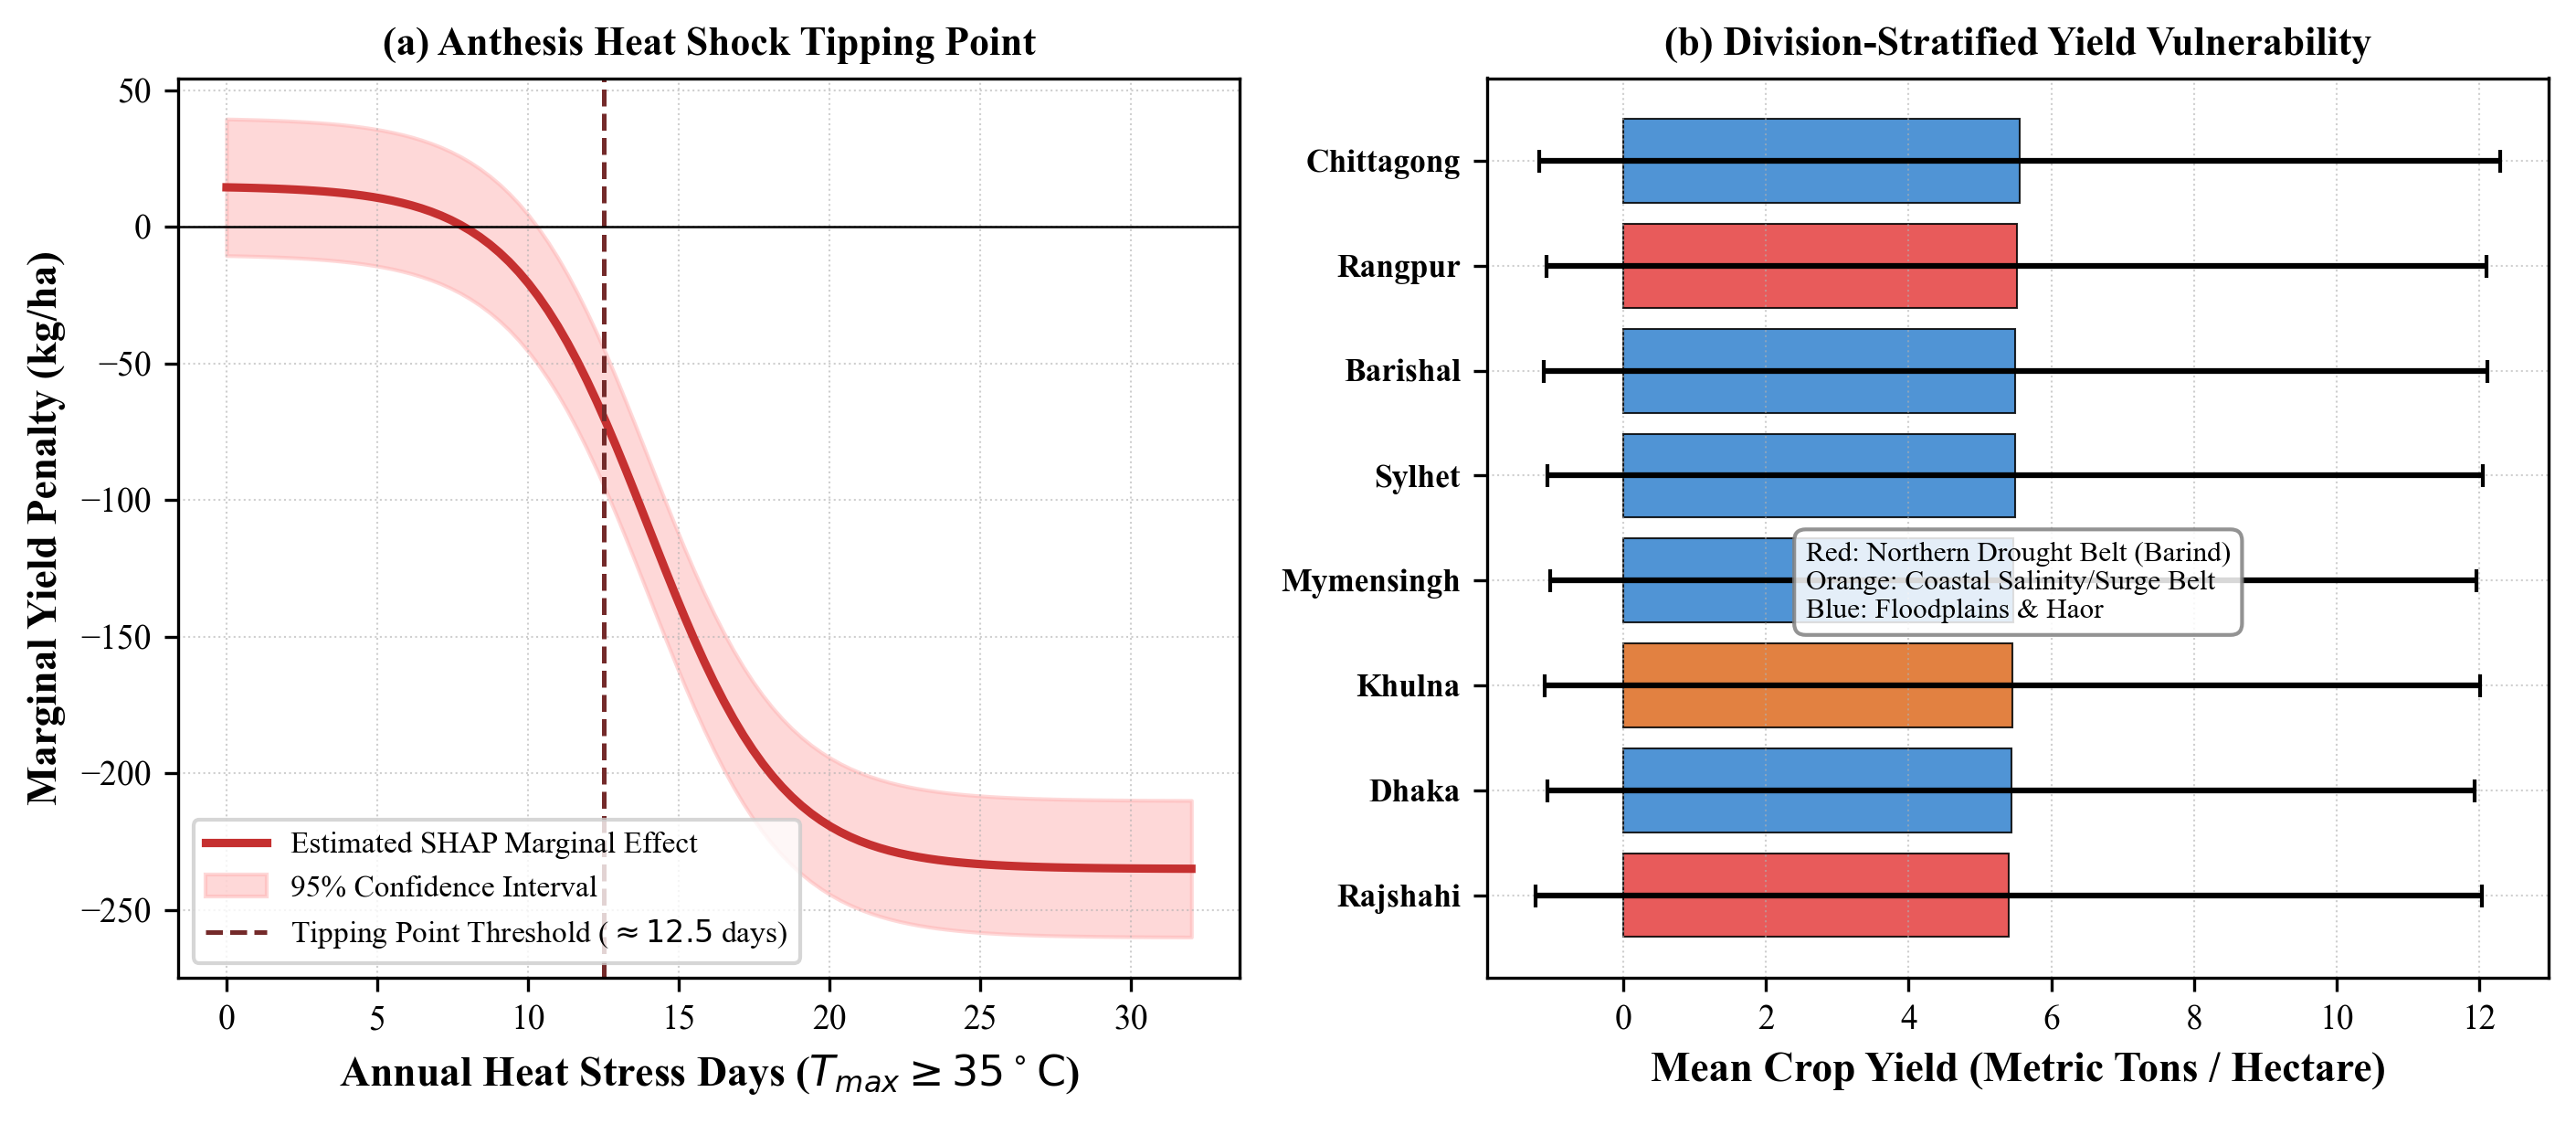 (a) Anthesis Heat Shock Tipping Point
Marginal Yield Penalty (kg/ha)
50
0
−50
−100
−150
−200
−250
Estimated SHAP Marginal Effect
95% Confidence Interval
Tipping Point Threshold ( ≈ 12.5 days)
0 5 10 15 20 25 30
Annual Heat Stress Days (T_max ≥ 35°C)
(b) Division-Stratified Yield Vulnerability
Chittagong
Rangpur
Barishal
Sylhet
Mymensingh
Khulna
Dhaka
Rajshahi
Red: Northern Drought Belt (Barind)
Orange: Coastal Salinity/Surge Belt
Blue: Floodplains & Haor
0 2 4 6 8 10 12
Mean Crop Yield (Metric Tons / Hectare)